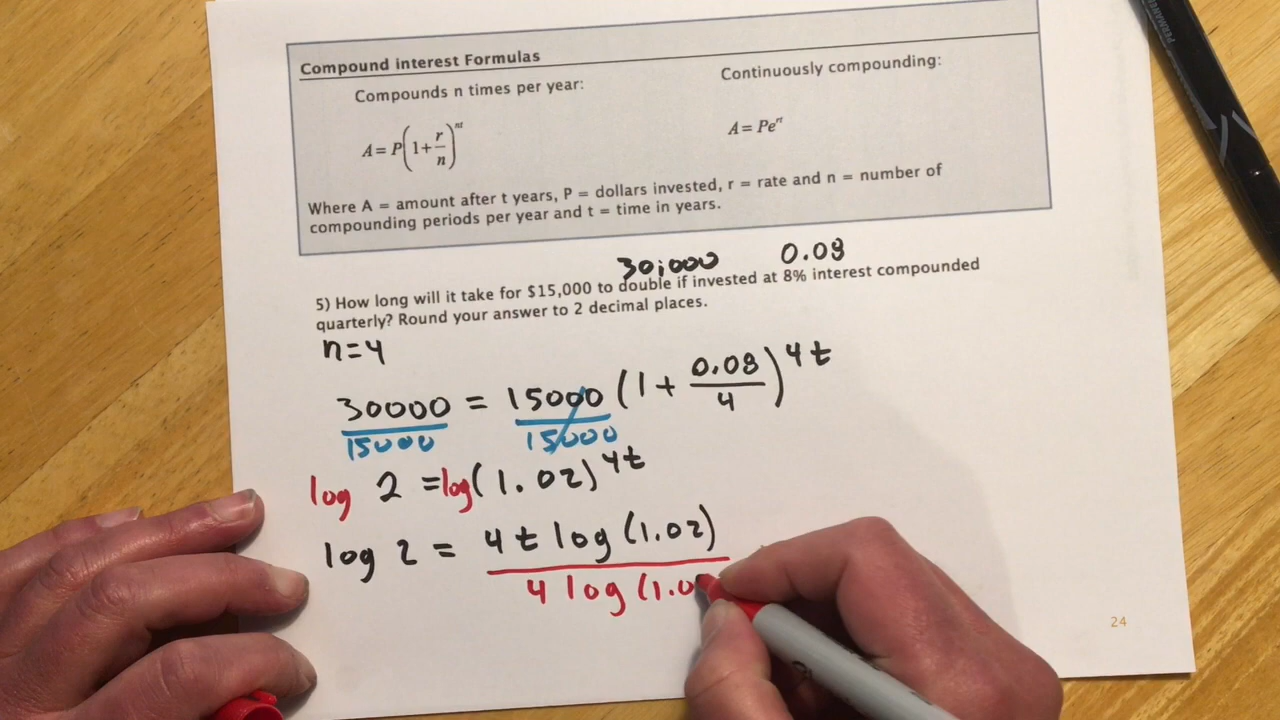 Compound interest Formulas
Compounds n times per year:
Continuously compounding:
A = P(1+r/n)^nt
A = Pe^rt
Where A = amount after t years, P = dollars invested, r = rate and n = number of
compounding periods per year and t = time in years.
30,000 0.08
5) How long will it take for $15,000 to double if invested at 8% interest compounded
quarterly? Round your answer to 2 decimal places.
n=4
30000 = 15000 (1 + 0.08/4)^4t
15000 15000
log 2 = log(1.02)^4t
log 2 = 4t log (1.02)
4 log (1.0
24
PERMANENT